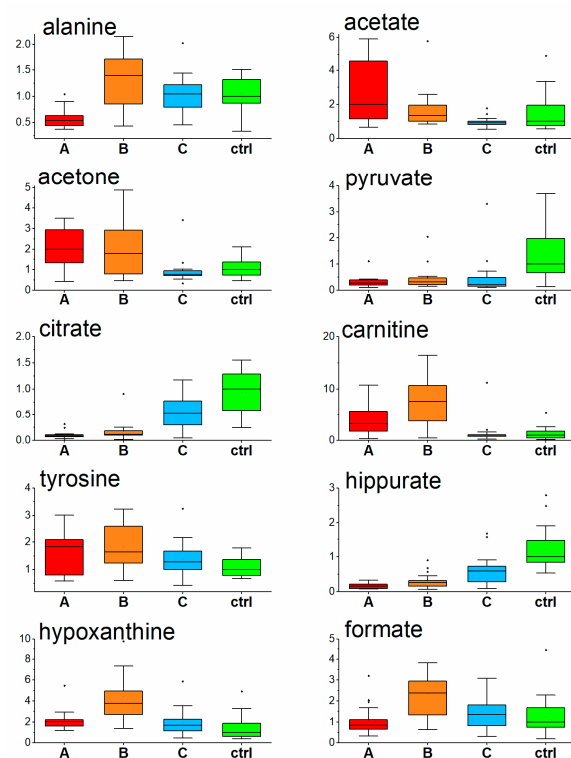 alanine
2.0
1.5
1.0
0.5
A B C ctrl
acetate
6
4
2
0
A B C ctrl
acetone
5
4
3
2
1
0
A B C ctrl
pyruvate
4
3
2
1
0
A B C ctrl
citrate
2.0
1.5
1.0
0.5
0.0
A B C ctrl
carnitine
20
10
0
A B C ctrl
tyrosine
4
3
2
1
A B C ctrl
hippurate
3
2
1
0
A B C ctrl
hypoxanthine
10
8
6
4
2
0
A B C ctrl
formate
5
4
3
2
1
0
A B C ctrl